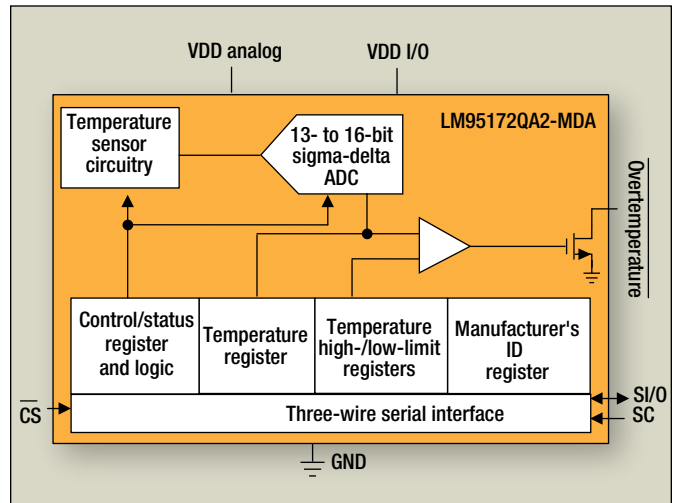 VDD analog
VDD I/O
LM95172QA2-MDA
Temperature
sensor
circuitry
13- to 16-bit
sigma-delta
ADC
Overtemperature
Control/status
register
and logic
Temperature
register
Temperature
high-/low-limit
registers
Manufacturer's
ID
register
CS
Three-wire serial interface
SI/O
SC
GND